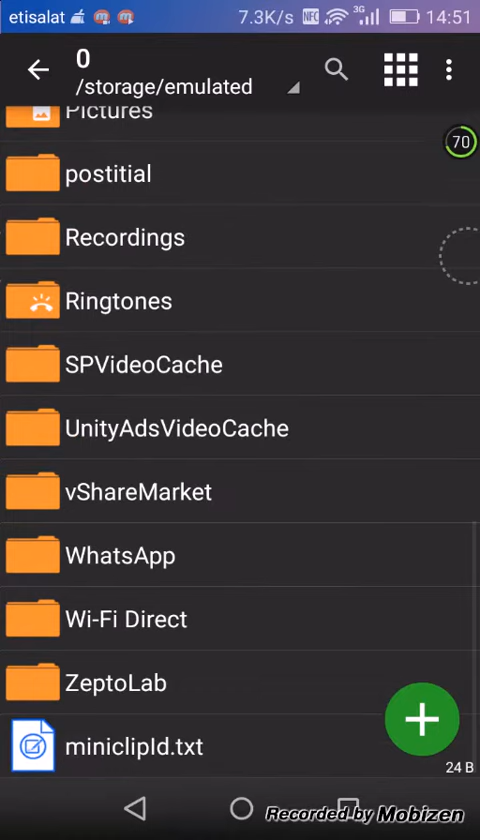 etisalat 7.3K/s NFC 3G 14:51
0
/storage/emulated
Pictures
70
postitial
Recordings
Ringtones
SPVideoCache
UnityAdsVideoCache
vShareMarket
WhatsApp
Wi-Fi Direct
ZeptoLab
miniclipId.txt
24 B
Recorded by Mobizen